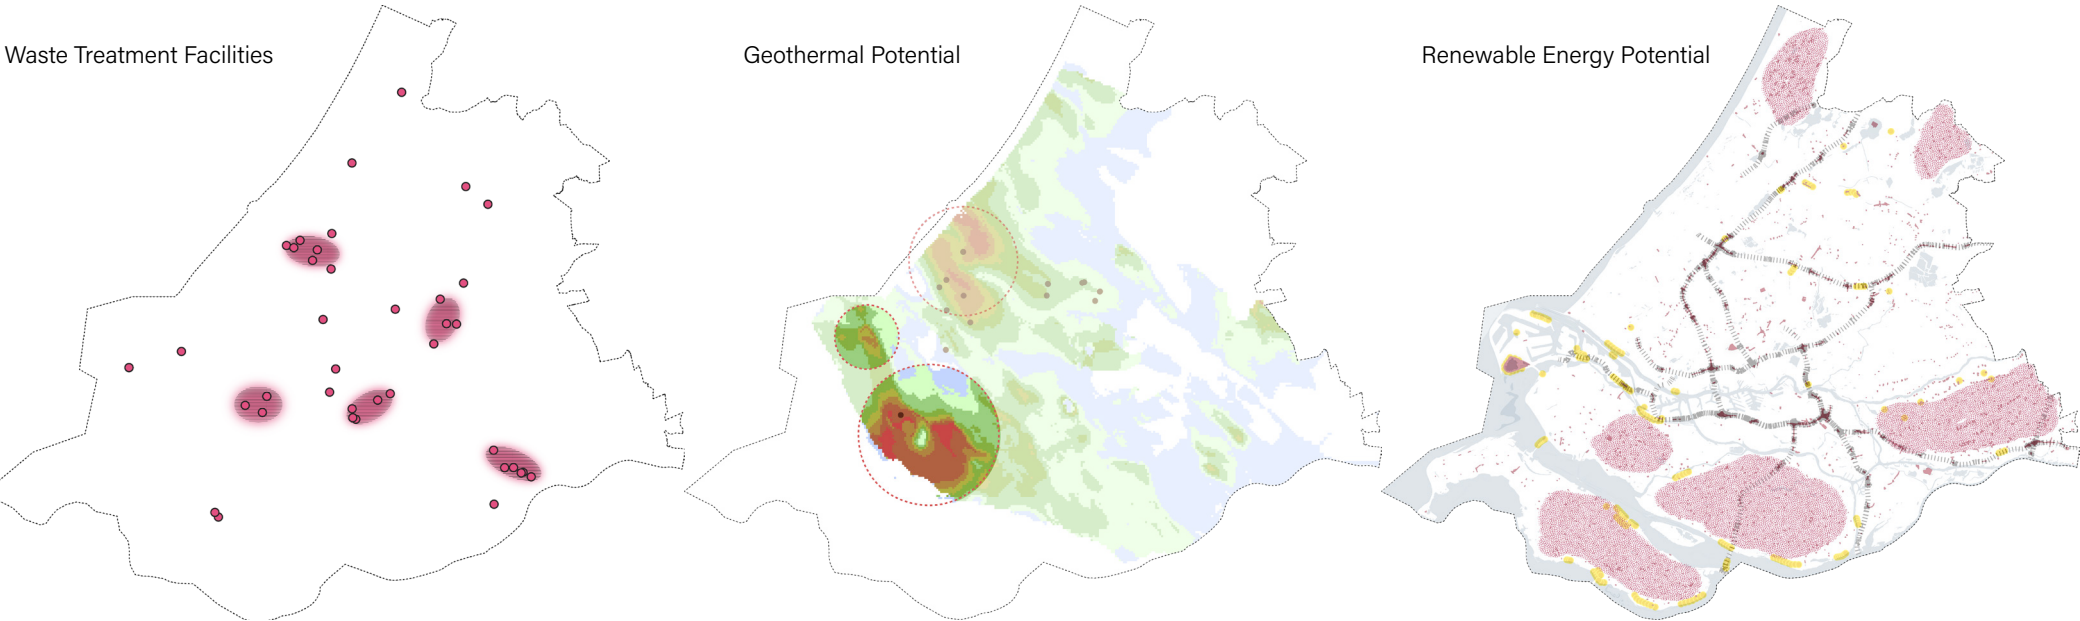 Waste Treatment Facilities
Geothermal Potential
Renewable Energy Potential